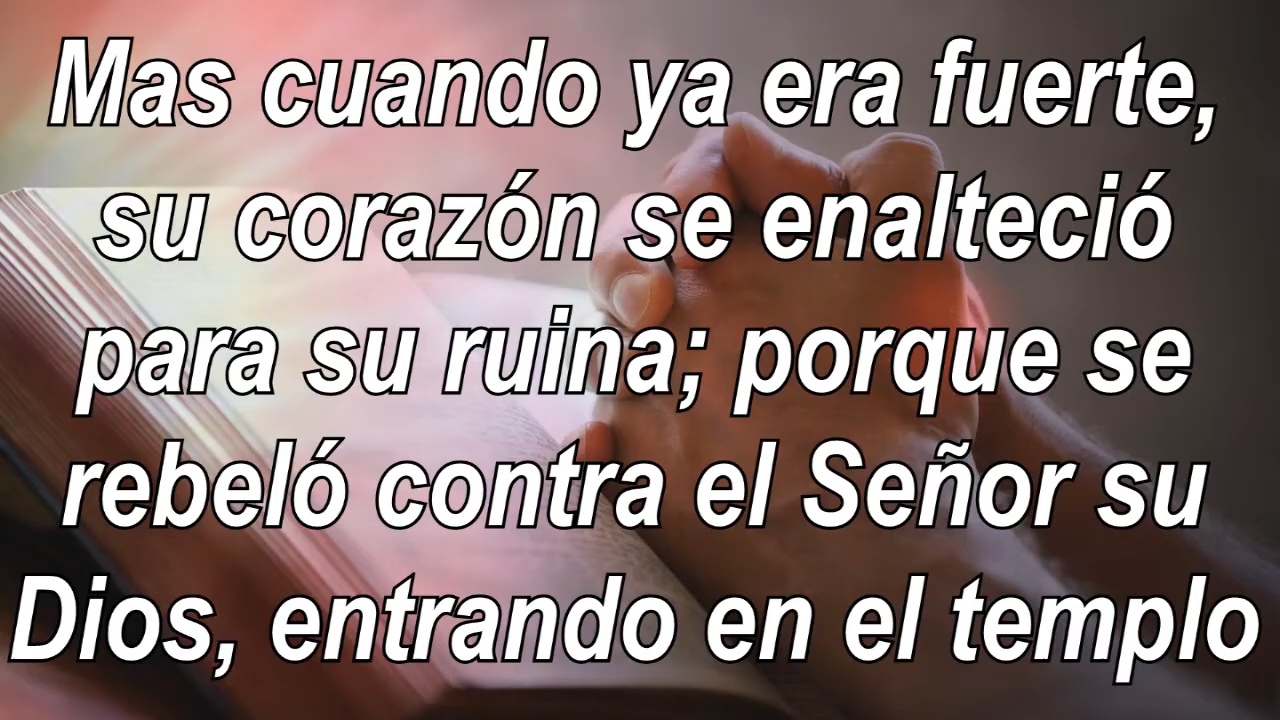 Mas cuando ya era fuerte,
su corazón se enalteció
para su ruina; porque se
rebeló contra el Señor su
Dios, entrando en el templo